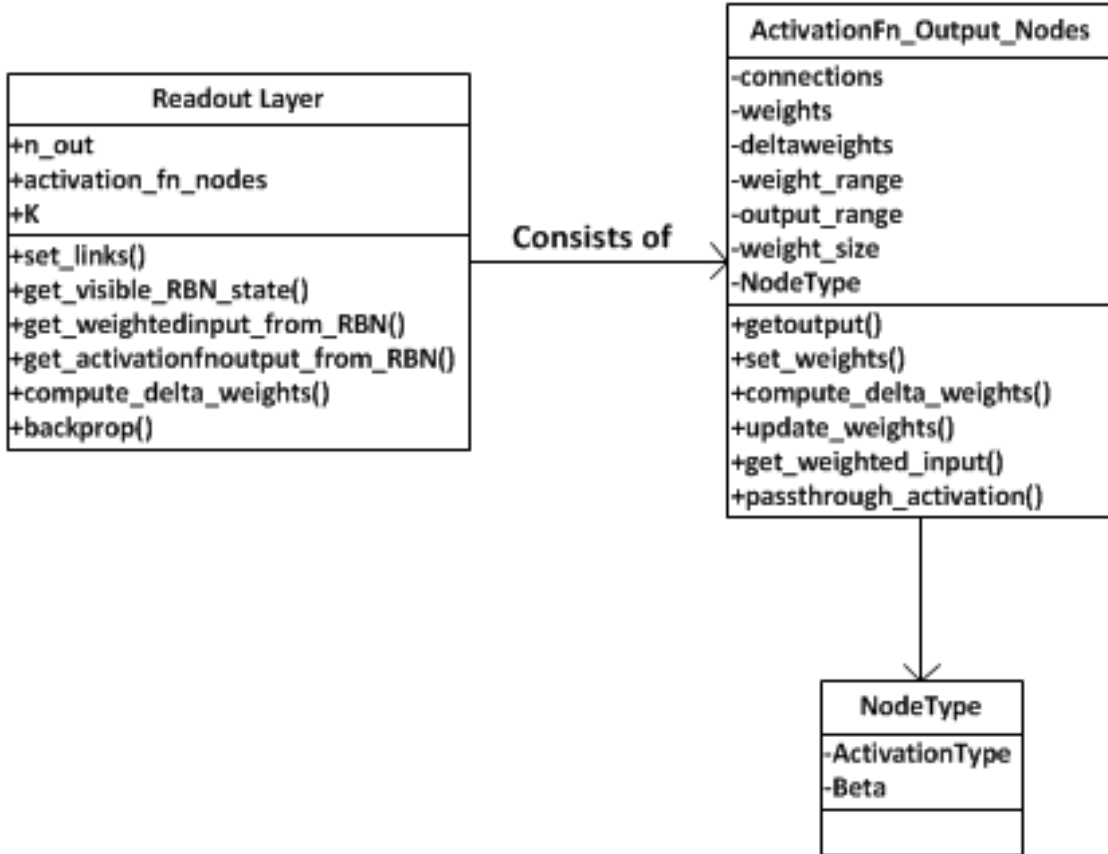 Readout Layer
+n_out
+activation_fn_nodes
+K
+set_links()
+get_visible_RBN_state()
+get_weightedinput_from_RBN()
+get_activationfnoutput_from_RBN()
+compute_delta_weights()
+backprop()
Consists of
ActivationFn_Output_Nodes
-connections
-weights
-deltaweights
-weight_range
-output_range
-weight_size
-NodeType
+getoutput()
+set_weights()
+compute_delta_weights()
+update_weights()
+get_weighted_input()
+passthrough_activation()
NodeType
-ActivationType
-Beta